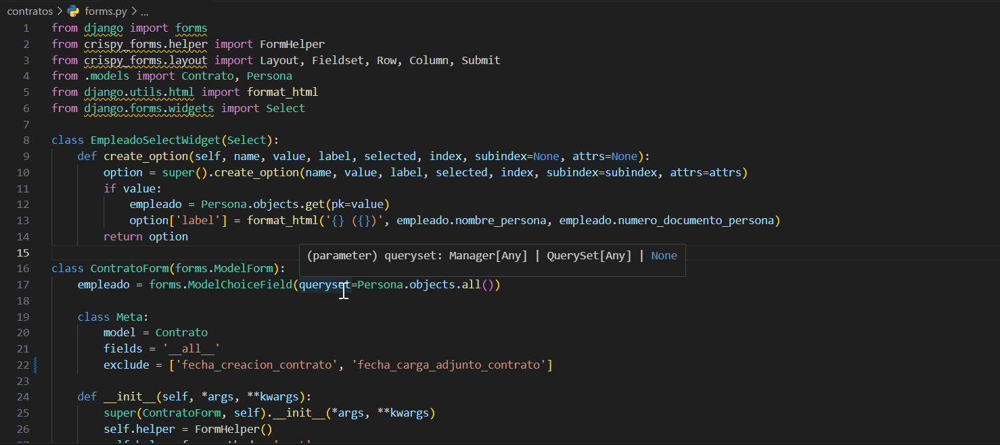 contratos > forms.py > ...
1 from django import forms
2 from crispy_forms.helper import FormHelper
3 from crispy_forms.layout import Layout, Fieldset, Row, Column, Submit
4 from .models import Contrato, Persona
5 from django.utils.html import format_html
6 from django.forms.widgets import Select
7
8 class EmpleadoSelectWidget(Select):
9     def create_option(self, name, value, label, selected, index, subindex=None, attrs=None):
10         option = super().create_option(name, value, label, selected, index, subindex=subindex, attrs=attrs)
11         if value:
12             empleado = Persona.objects.get(pk=value)
13             option['label'] = format_html('{} ({})', empleado.nombre_persona, empleado.numero_documento_persona)
14         return option
15
(parameter) queryset: Manager[Any] | QuerySet[Any] | None
16 class ContratoForm(forms.ModelForm):
17     empleado = forms.ModelChoiceField(queryset=Persona.objects.all())
18
19     class Meta:
20         model = Contrato
21         fields = '__all__'
22         exclude = ['fecha_creacion_contrato', 'fecha_carga_adjunto_contrato']
23
24     def __init__(self, *args, **kwargs):
25         super(ContratoForm, self).__init__(*args, **kwargs)
26         self.helper = FormHelper()